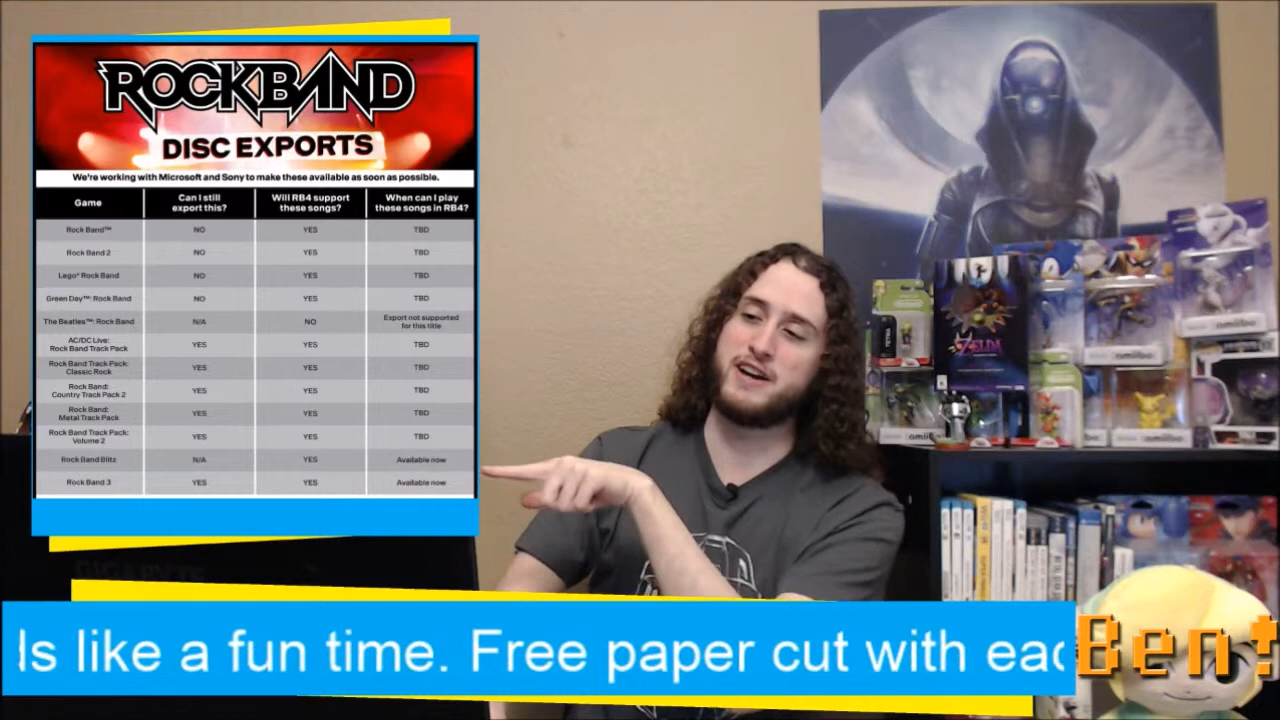 ROCKBAND
DISC EXPORTS
We're working with Microsoft and Sony to make these available as soon as possible.
Game
Can I still export this?
Will RB4 support these songs?
When can I play these songs in RB4?
Rock Band™ NO YES TBD
Rock Band 2 NO YES TBD
Lego® Rock Band NO YES TBD
Green Day™: Rock Band NO YES TBD
The Beatles™: Rock Band N/A NO Export not supported for this title
AC/DC Live: Rock Band Track Pack YES YES TBD
Rock Band Track Pack: Classic Rock YES YES TBD
Rock Band: Country Track Pack 2 YES YES TBD
Rock Band: Metal Track Pack YES YES TBD
Rock Band Track Pack: Volume 2 YES YES TBD
Rock Band Blitz N/A YES Available now
Rock Band 3 YES YES Available now
ZELDA
amiibo
amiibo
GIGABYTE
ls like a fun time. Free paper cut with eac
Ben!